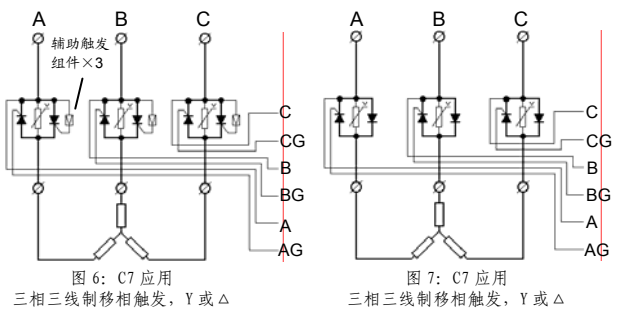 A B C
辅助触发
组件×3
C
CG
B
BG
A
AG
图 6: C7 应用
三相三线制移相触发, Y 或△
A B C
C
CG
B
BG
A
AG
图 7: C7 应用
三相三线制移相触发, Y 或△